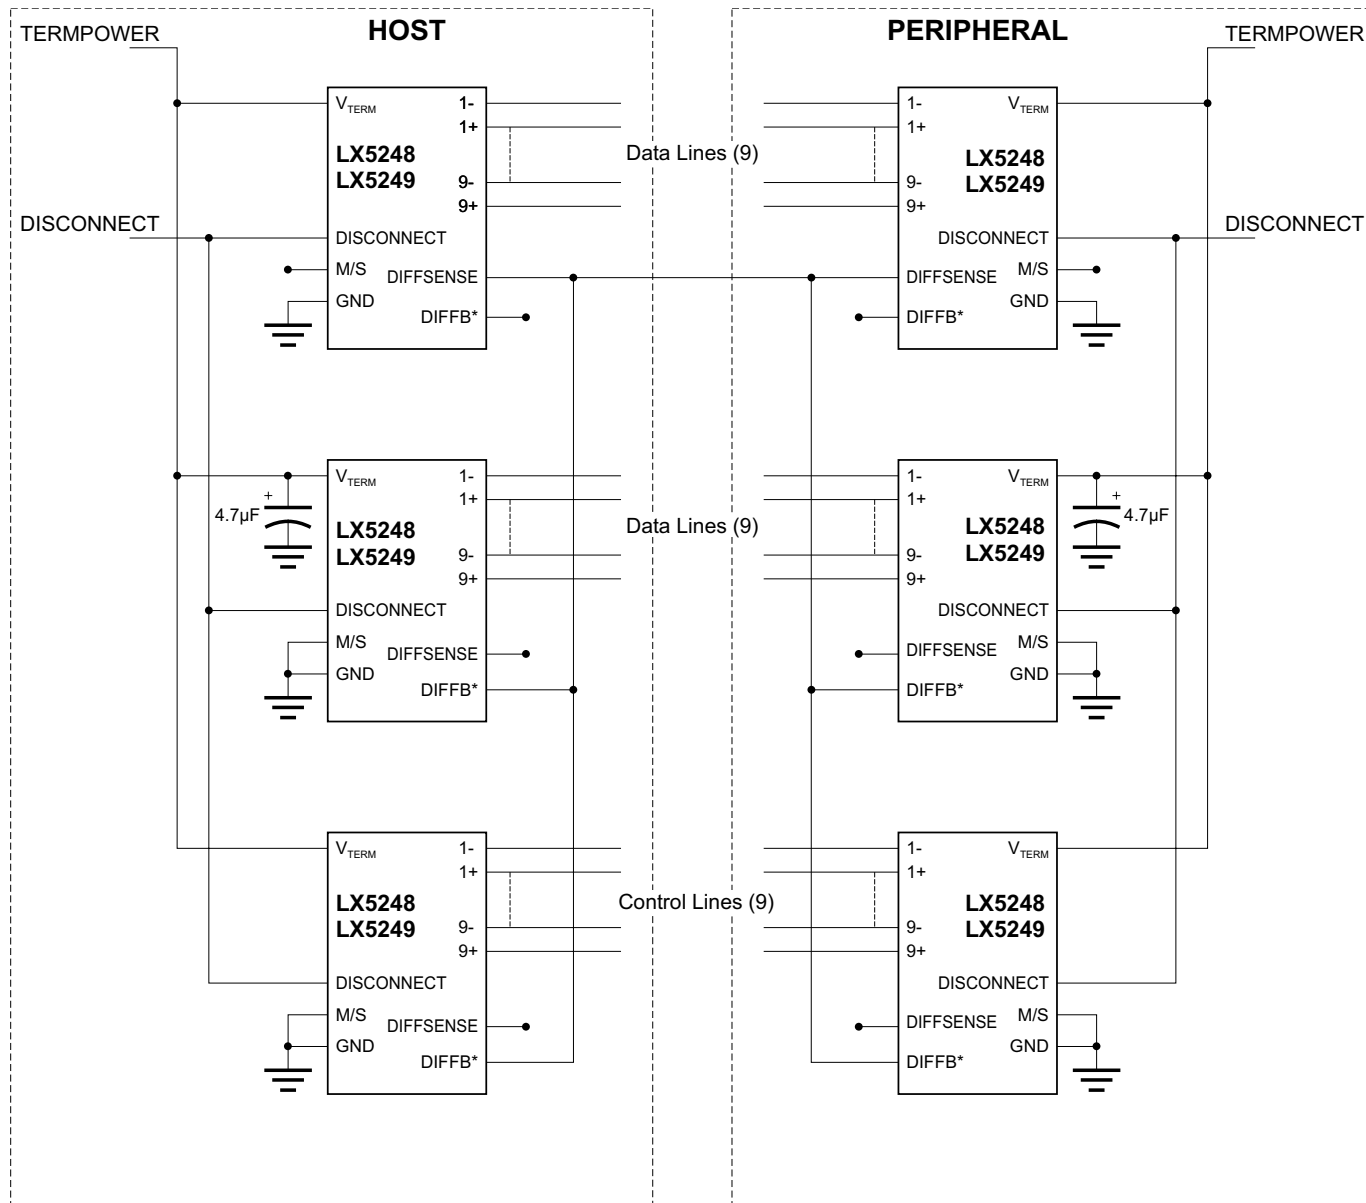 HOST
PERIPHERAL
TERMPOWER
TERMPOWER
VTERM
1-
1+
LX5248
LX5249
9-
9+
DISCONNECT
M/S
DIFFSENSE
GND
DIFFB*
Data Lines (9)
1-
VTERM
1+
LX5248
LX5249
9-
9+
DISCONNECT
DIFFSENSE
M/S
GND
DIFFB*
DISCONNECT
DISCONNECT
VTERM
1-
1+
+
4.7µF
LX5248
LX5249
9-
9+
DISCONNECT
M/S
DIFFSENSE
GND
DIFFB*
Data Lines (9)
1-
VTERM
1+
+
4.7µF
LX5248
LX5249
9-
9+
DISCONNECT
M/S
DIFFSENSE
GND
DIFFB*
VTERM
1-
1+
LX5248
LX5249
9-
9+
DISCONNECT
M/S
DIFFSENSE
GND
DIFFB*
Control Lines (9)
1-
VTERM
1+
LX5248
LX5249
9-
9+
DISCONNECT
M/S
DIFFSENSE
GND
DIFFB*